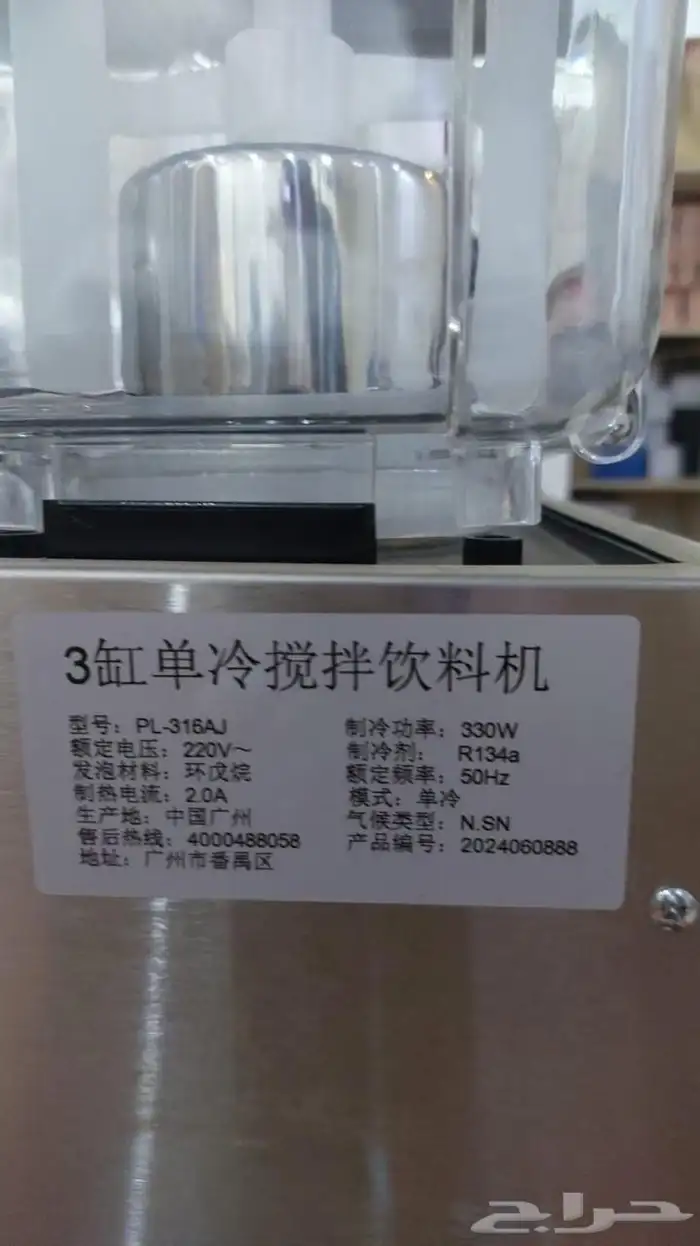 3缸单冷搅拌饮料机
型号：PL-316AJ
额定电压：220V～
发泡材料：环戊烷
制热电流：2.0A
生产地：中国广州
售后热线：4000488058
地址：广州市番禺区
制冷功率：330W
制冷剂：R134a
额定频率：50Hz
模式：单冷
气候类型：N.SN
产品编号：2024060888
حراج